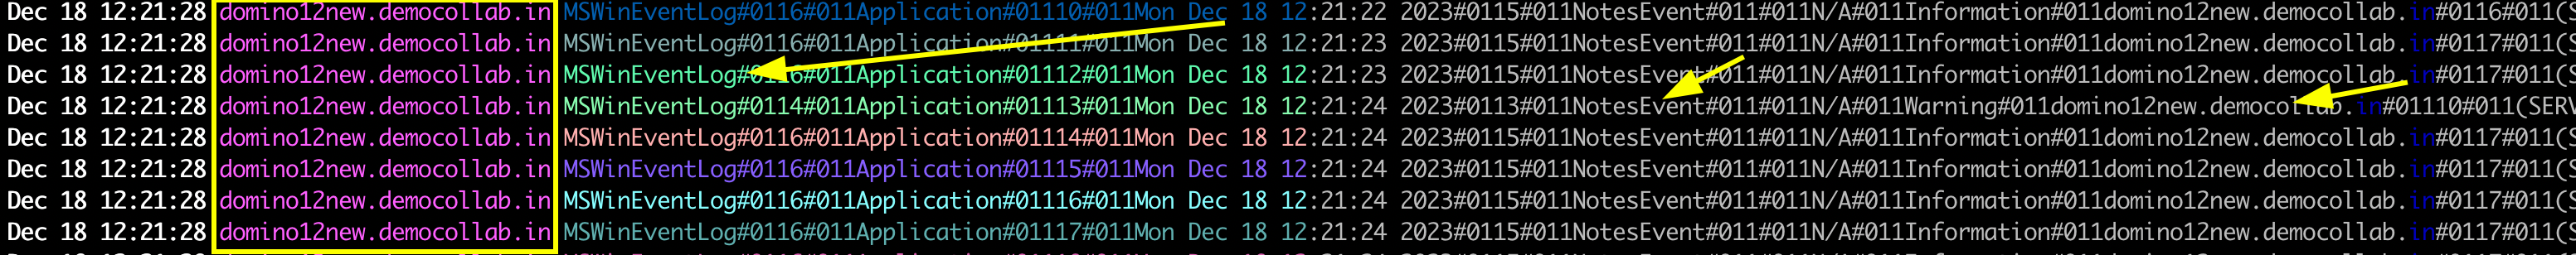 Dec 18 12:21:28 domino12new.democollab.in MSWinEventLog#0116#011Application#01110#011Mon Dec 18 12:21:22 2023#0115#011NotesEvent#011#011N/A#011Information#011domino12new.democollab.in#0116#011(S
Dec 18 12:21:28 domino12new.democollab.in MSWinEventLog#0116#011Application#01111#011Mon Dec 18 12:21:23 2023#0115#011NotesEvent#011#011N/A#011Information#011domino12new.democollab.in#0117#011(S
Dec 18 12:21:28 domino12new.democollab.in MSWinEventLog#0116#011Application#01112#011Mon Dec 18 12:21:23 2023#0115#011NotesEvent#011#011N/A#011Information#011domino12new.democollab.in#0117#011(S
Dec 18 12:21:28 domino12new.democollab.in MSWinEventLog#0114#011Application#01113#011Mon Dec 18 12:21:24 2023#0113#011NotesEvent#011#011N/A#011Warning#011domino12new.democollab.in#01110#011(SER
Dec 18 12:21:28 domino12new.democollab.in MSWinEventLog#0116#011Application#01114#011Mon Dec 18 12:21:24 2023#0115#011NotesEvent#011#011N/A#011Information#011domino12new.democollab.in#0117#011(S
Dec 18 12:21:28 domino12new.democollab.in MSWinEventLog#0116#011Application#01115#011Mon Dec 18 12:21:24 2023#0115#011NotesEvent#011#011N/A#011Information#011domino12new.democollab.in#0117#011(S
Dec 18 12:21:28 domino12new.democollab.in MSWinEventLog#0116#011Application#01116#011Mon Dec 18 12:21:24 2023#0115#011NotesEvent#011#011N/A#011Information#011domino12new.democollab.in#0117#011(S
Dec 18 12:21:28 domino12new.democollab.in MSWinEventLog#0116#011Application#01117#011Mon Dec 18 12:21:24 2023#0115#011NotesEvent#011#011N/A#011Information#011domino12new.democollab.in#0117#011(S